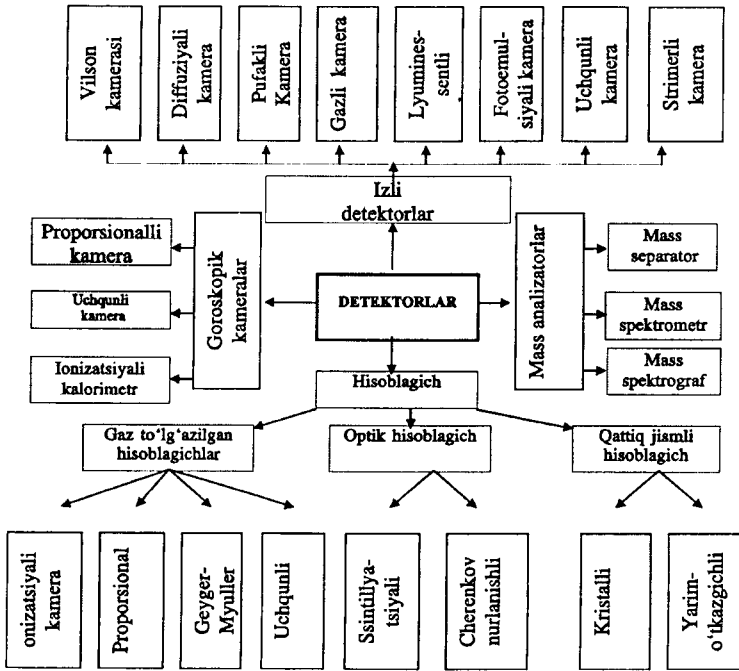 Vilson
kamerasi
Diffuziyali
kamera
Pufakli
Kamera
Gazli kamera
Lyumines-
sentli
Fotoemul-
siyali kamera
Uchqunli
kamera
Strimerli
kamera
Izli
detektorlar
Proporsionalli
kamera
Uchqunli
kamera
Ionizatsiyali
kalorimetr
Goroskopik
kameralar
DETEKTORLAR
Mass analizatorlar
Mass
separator
Mass
spektrometr
Mass
spektrograf
Hisoblagich
Gaz to‘lg‘azilgan
hisoblagichlar
Optik hisoblagich
Qattiq jismli
hisoblagich
onizatsiyali
kamera
Proporsional
Geyger-
Myuller
Uchqunli
Ssintillya-
tsiyali
Cherenkov
nurlanishli
Kristalli
Yarim-
o‘tkazgichli